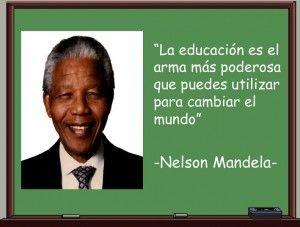 “La educación es el
arma más poderosa
que puedes utilizar
para cambiar el
mundo”
-Nelson Mandela-